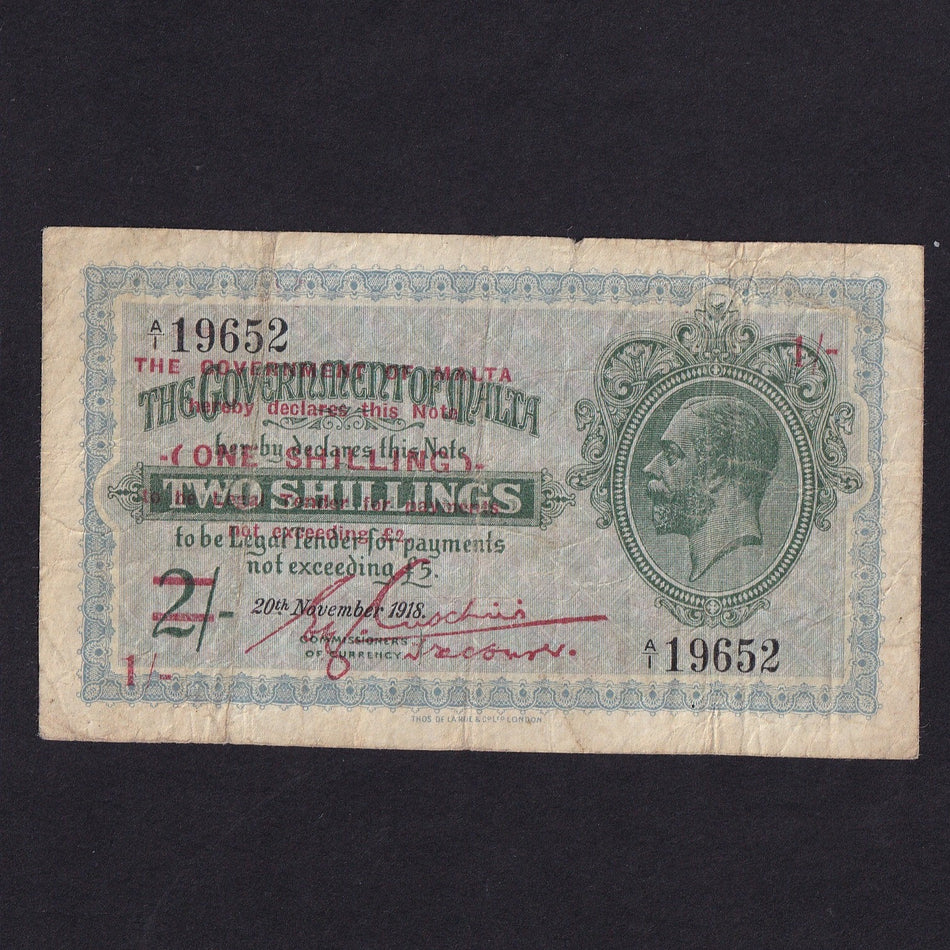 A/1 19652
1/-
THE GOVERNMENT OF MALTA
THE GOVERNMENT OF MALTA
hereby declares this Note
hereby declares this Note
-(ONE SHILLING)-
TWO SHILLINGS
to be Legal Tender for payments
not exceeding £2.
to be Legal Tender for payments
not exceeding £5.
2/-
20th November 1918.
COMMISSIONERS
OF CURRENCY
A/1 19652
1/-
THOS DE LA RUE & Co. LTD LONDON